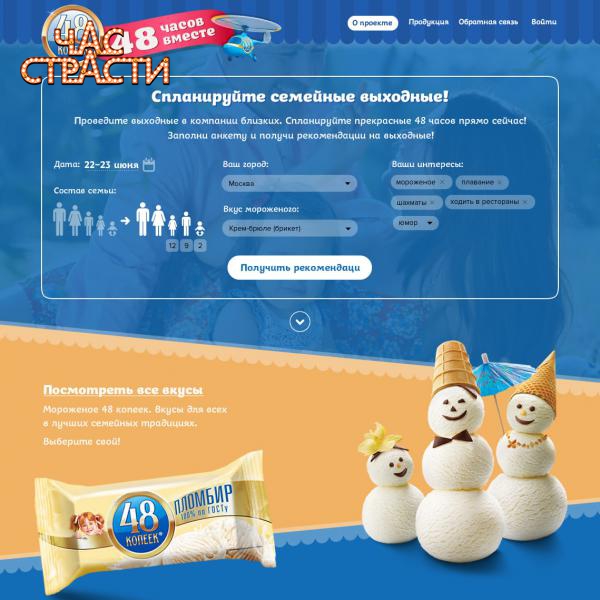 48
КОПЕЕК
48 часов
вместе
ЧАС
СТРАСТИ
О проекте Продукция Обратная связь Войти
Спланируйте семейные выходные!
Проведите выходные в компании близких. Спланируйте прекрасные 48 часов прямо сейчас!
Заполни анкету и получи рекомендации на выходные!
Дата: 22–23 июня
Ваш город:
Ваши интересы:
Москва
мороженое × плавание ×
Состав семьи:
шахматы × ходить в рестораны ×
Вкус мороженого:
юмор
Крем-брюле (брикет)
12 9 2
Получить рекомендаци
Посмотреть все вкусы
Мороженое 48 копеек. Вкусы для всех
в лучших семейных традициях.
Выберите свой!
48
КОПЕЕК
ПЛОМБИР
100% по ГОСТу